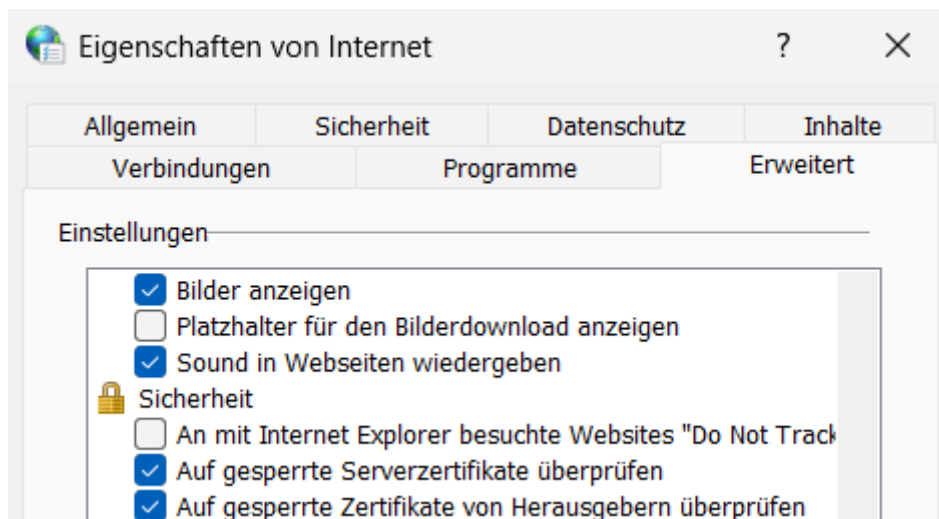 Eigenschaften von Internet ?
Allgemein Sicherheit Datenschutz Inhalte
Verbindungen Programme Erweitert
Einstellungen
Bilder anzeigen
Platzhalter für den Bilderdownload anzeigen
Sound in Webseiten wiedergeben
Sicherheit
An mit Internet Explorer besuchte Websites "Do Not Track
Auf gesperrte Serverzertifikate überprüfen
Auf gesperrte Zertifikate von Herausgebern überprüfen